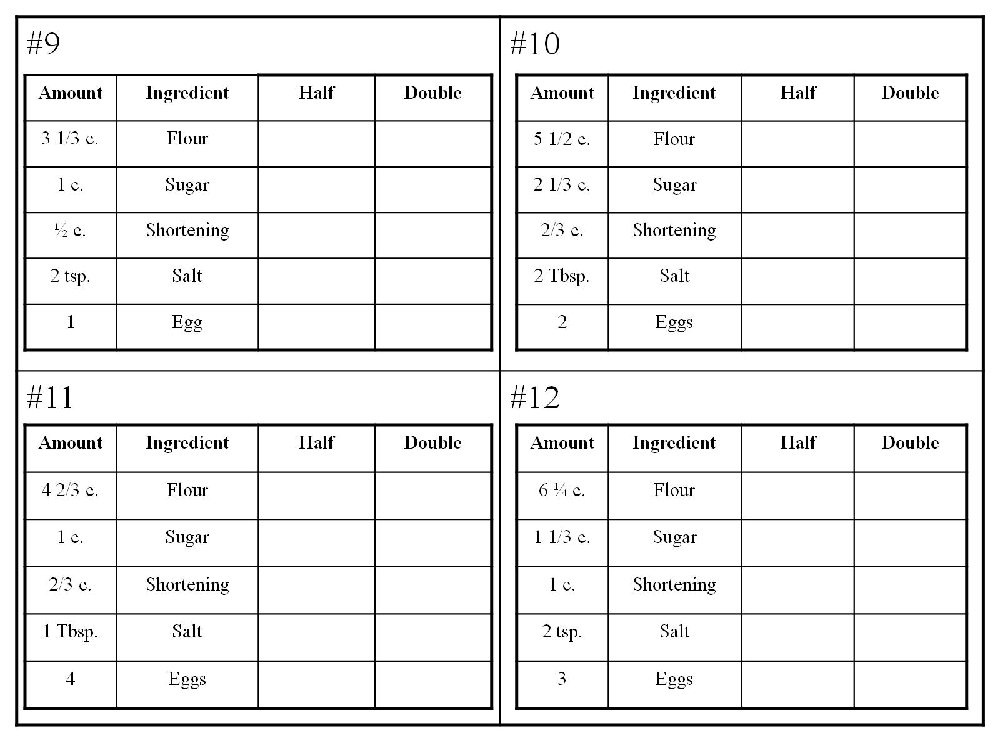 #9
Amount Ingredient Half Double
3 1/3 c. Flour
1 c. Sugar
½ c. Shortening
2 tsp. Salt
1 Egg
#10
Amount Ingredient Half Double
5 1/2 c. Flour
2 1/3 c. Sugar
2/3 c. Shortening
2 Tbsp. Salt
2 Eggs
#11
Amount Ingredient Half Double
4 2/3 c. Flour
1 c. Sugar
2/3 c. Shortening
1 Tbsp. Salt
4 Eggs
#12
Amount Ingredient Half Double
6 ¼ c. Flour
1 1/3 c. Sugar
1 c. Shortening
2 tsp. Salt
3 Eggs